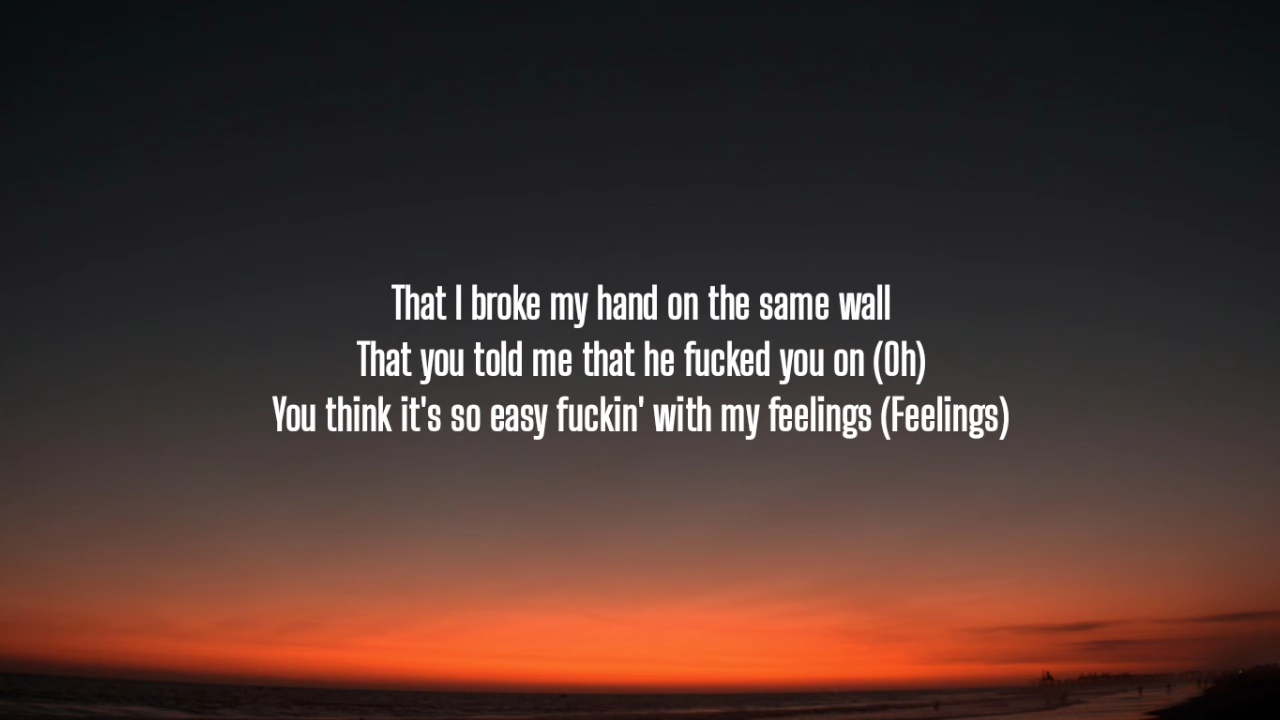 That I broke my hand on the same wall
That you told me that he fucked you on (Oh)
You think it's so easy fuckin' with my feelings (Feelings)